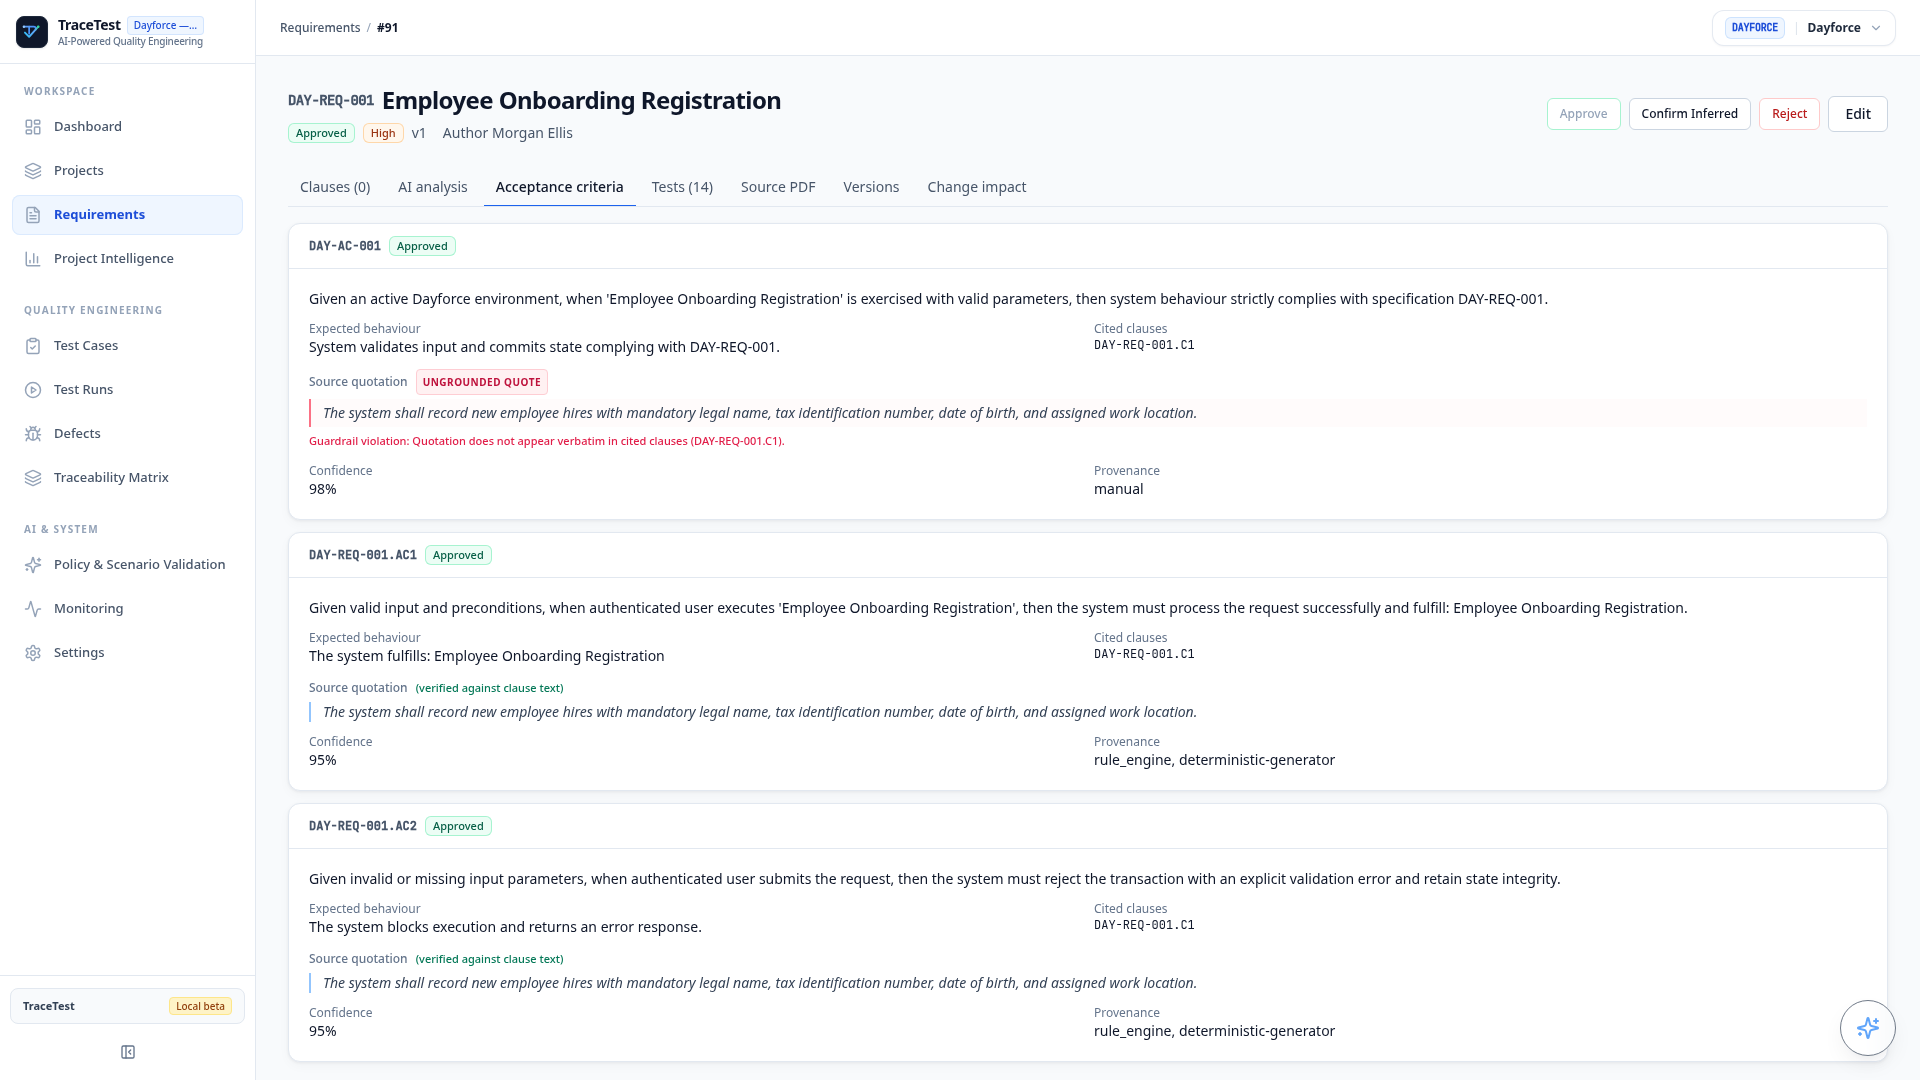 TraceTest Dayforce —...
AI-Powered Quality Engineering
WORKSPACE
Dashboard
Projects
Requirements
Project Intelligence
QUALITY ENGINEERING
Test Cases
Test Runs
Defects
Traceability Matrix
AI & SYSTEM
Policy & Scenario Validation
Monitoring
Settings
TraceTest Local beta
Requirements / #91
DAYFORCE Dayforce
DAY-REQ-001 Employee Onboarding Registration
Approved High v1 Author Morgan Ellis
Approve Confirm Inferred Reject Edit
Clauses (0) AI analysis Acceptance criteria Tests (14) Source PDF Versions Change impact
DAY-AC-001 Approved
Given an active Dayforce environment, when 'Employee Onboarding Registration' is exercised with valid parameters, then system behaviour strictly complies with specification DAY-REQ-001.
Expected behaviour
System validates input and commits state complying with DAY-REQ-001.
Cited clauses
DAY-REQ-001.C1
Source quotation UNGROUNDED QUOTE
The system shall record new employee hires with mandatory legal name, tax identification number, date of birth, and assigned work location.
Guardrail violation: Quotation does not appear verbatim in cited clauses (DAY-REQ-001.C1).
Confidence
98%
Provenance
manual
DAY-REQ-001.AC1 Approved
Given valid input and preconditions, when authenticated user executes 'Employee Onboarding Registration', then the system must process the request successfully and fulfill: Employee Onboarding Registration.
Expected behaviour
The system fulfills: Employee Onboarding Registration
Cited clauses
DAY-REQ-001.C1
Source quotation (verified against clause text)
The system shall record new employee hires with mandatory legal name, tax identification number, date of birth, and assigned work location.
Confidence
95%
Provenance
rule_engine, deterministic-generator
DAY-REQ-001.AC2 Approved
Given invalid or missing input parameters, when authenticated user submits the request, then the system must reject the transaction with an explicit validation error and retain state integrity.
Expected behaviour
The system blocks execution and returns an error response.
Cited clauses
DAY-REQ-001.C1
Source quotation (verified against clause text)
The system shall record new employee hires with mandatory legal name, tax identification number, date of birth, and assigned work location.
Confidence
95%
Provenance
rule_engine, deterministic-generator